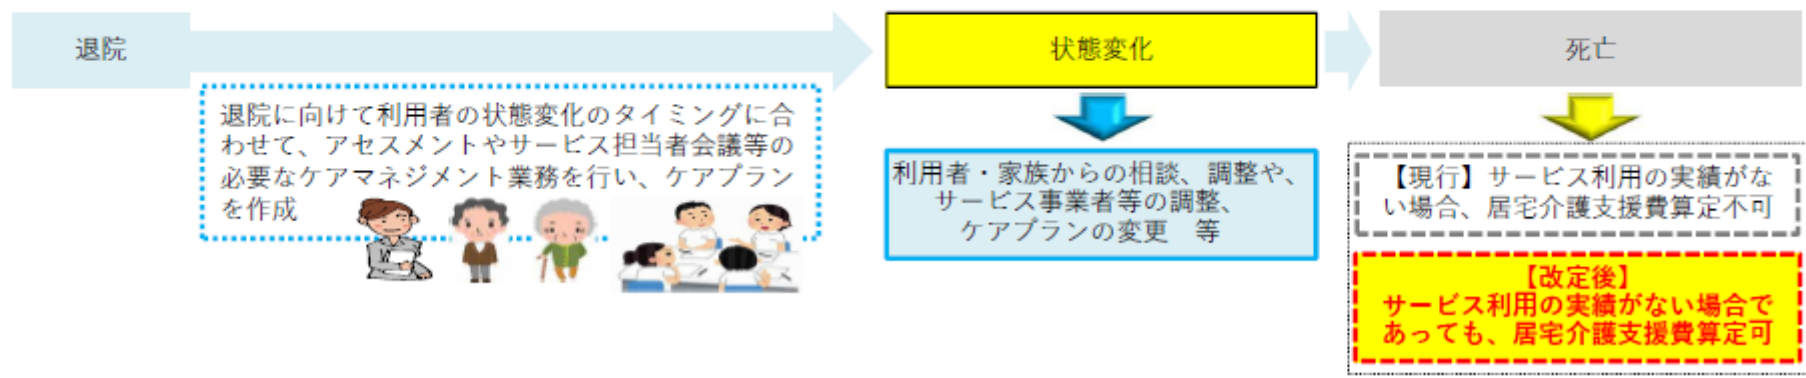 退院
状態変化
死亡
退院に向けて利用者の状態変化のタイミングに合
わせて、アセスメントやサービス担当者会議等の
必要なケアマネジメント業務を行い、ケアプラン
を作成
利用者・家族からの相談、調整や、
サービス事業者等の調整、
ケアプランの変更　等
【現行】サービス利用の実績がな
い場合、居宅介護支援費算定不可
【改定後】
サービス利用の実績がない場合で
あっても、居宅介護支援費算定可